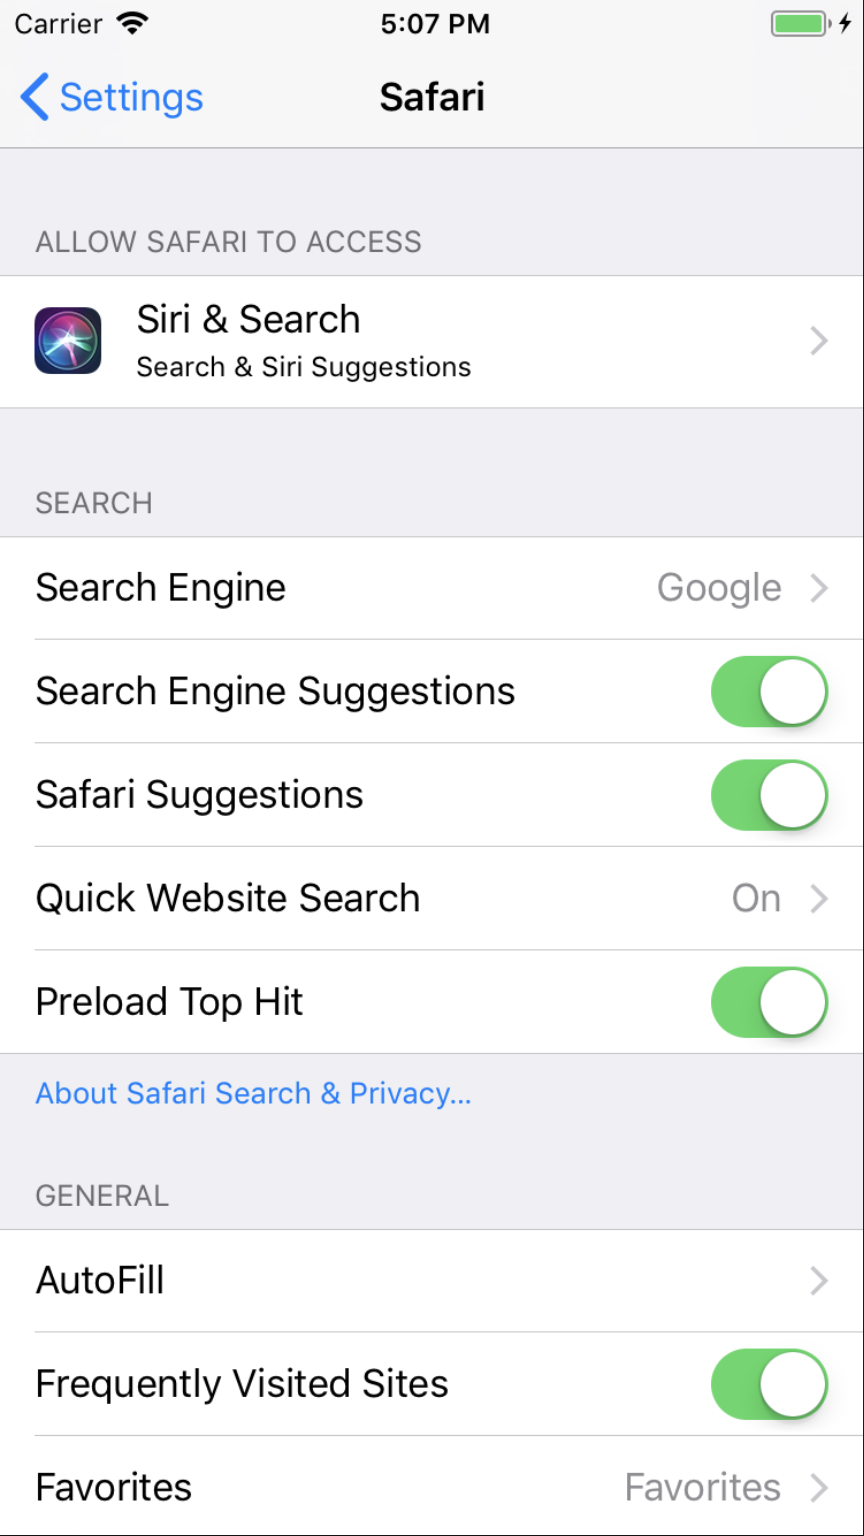 Carrier 5:07 PM
Settings Safari
ALLOW SAFARI TO ACCESS
Siri & Search
Search & Siri Suggestions
SEARCH
Search Engine Google
Search Engine Suggestions
Safari Suggestions
Quick Website Search On
Preload Top Hit
About Safari Search & Privacy...
GENERAL
AutoFill
Frequently Visited Sites
Favorites Favorites